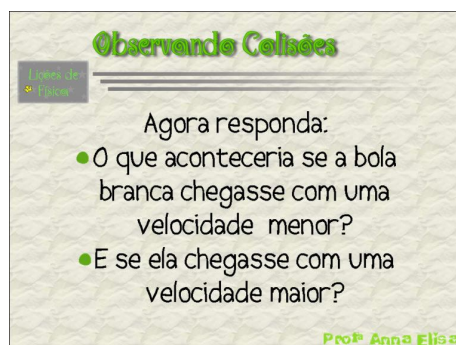 Observando Colisões
Lições de
Física
Agora responda:
O que aconteceria se a bola
branca chegasse com uma
velocidade menor?
E se ela chegasse com uma
velocidade maior?
Profª Anna Elisa